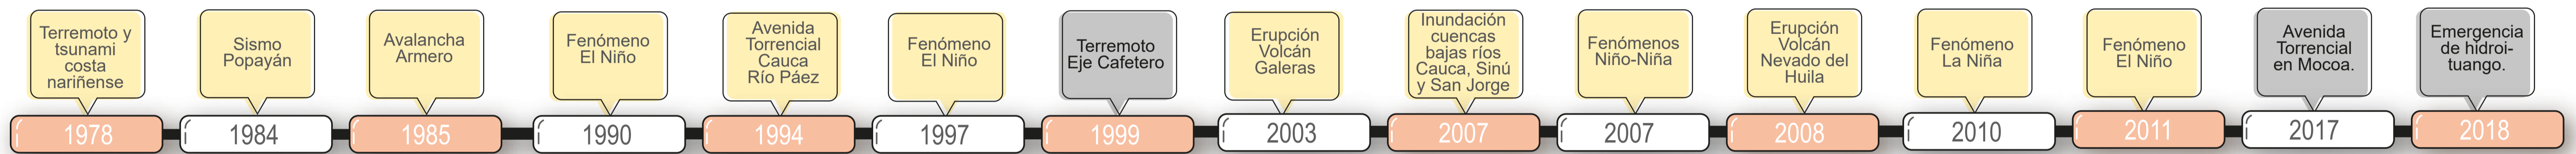 Terremoto y
tsunami
costa
nariñense
1978
Sismo
Popayán
1984
Avalancha
Armero
1985
Fenómeno
El Niño
1990
Avenida
Torrencial
Cauca
Río Páez
1994
Fenómeno
El Niño
1997
Terremoto
Eje Cafetero
1999
Erupción
Volcán
Galeras
2003
Inundación
cuencas
bajas ríos
Cauca, Sinú
y San Jorge
2007
Fenómenos
Niño-Niña
2007
Erupción
Volcán
Nevado del
Huila
2008
Fenómeno
La Niña
2010
Fenómeno
El Niño
2011
Avenida
Torrencial
en Mocoa.
2017
Emergencia
de hidroi-
tuango.
2018